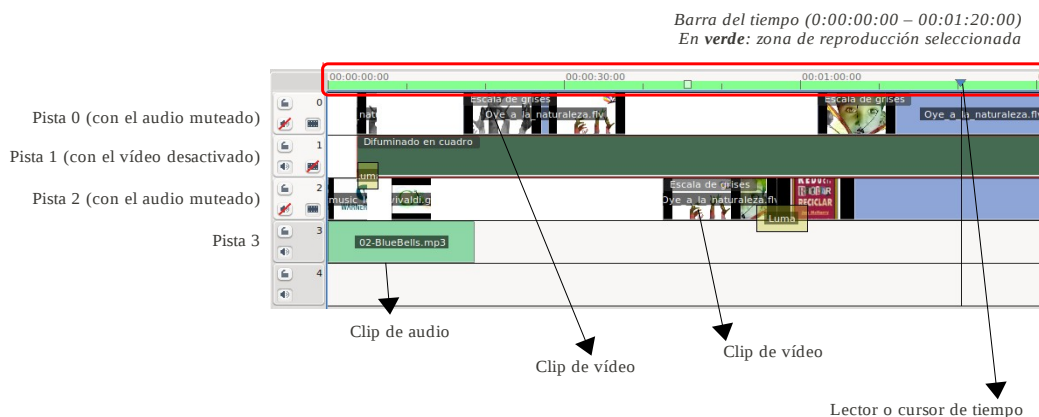 Barra del tiempo (0:00:00:00 – 00:01:20:00)
En verde: zona de reproducción seleccionada
00:00:00:00 00:00:30:00 00:01:00:00
Pista 0 (con el audio muteado)
0
Escala de grises
Escala de grises
Oye_a_la_naturaleza.flv
Oye_a_la_naturaleza.fl
Pista 1 (con el vídeo desactivado)
1
Difuminado en cuadro
Pista 2 (con el audio muteado)
2
music
vivaldi.g
Escala de grises
Oye_a_la_naturaleza.flv
RECICLAR
Luma
Pista 3
3
02-BlueBells.mp3
4
Clip de audio
Clip de vídeo
Clip de vídeo
Lector o cursor de tiempo